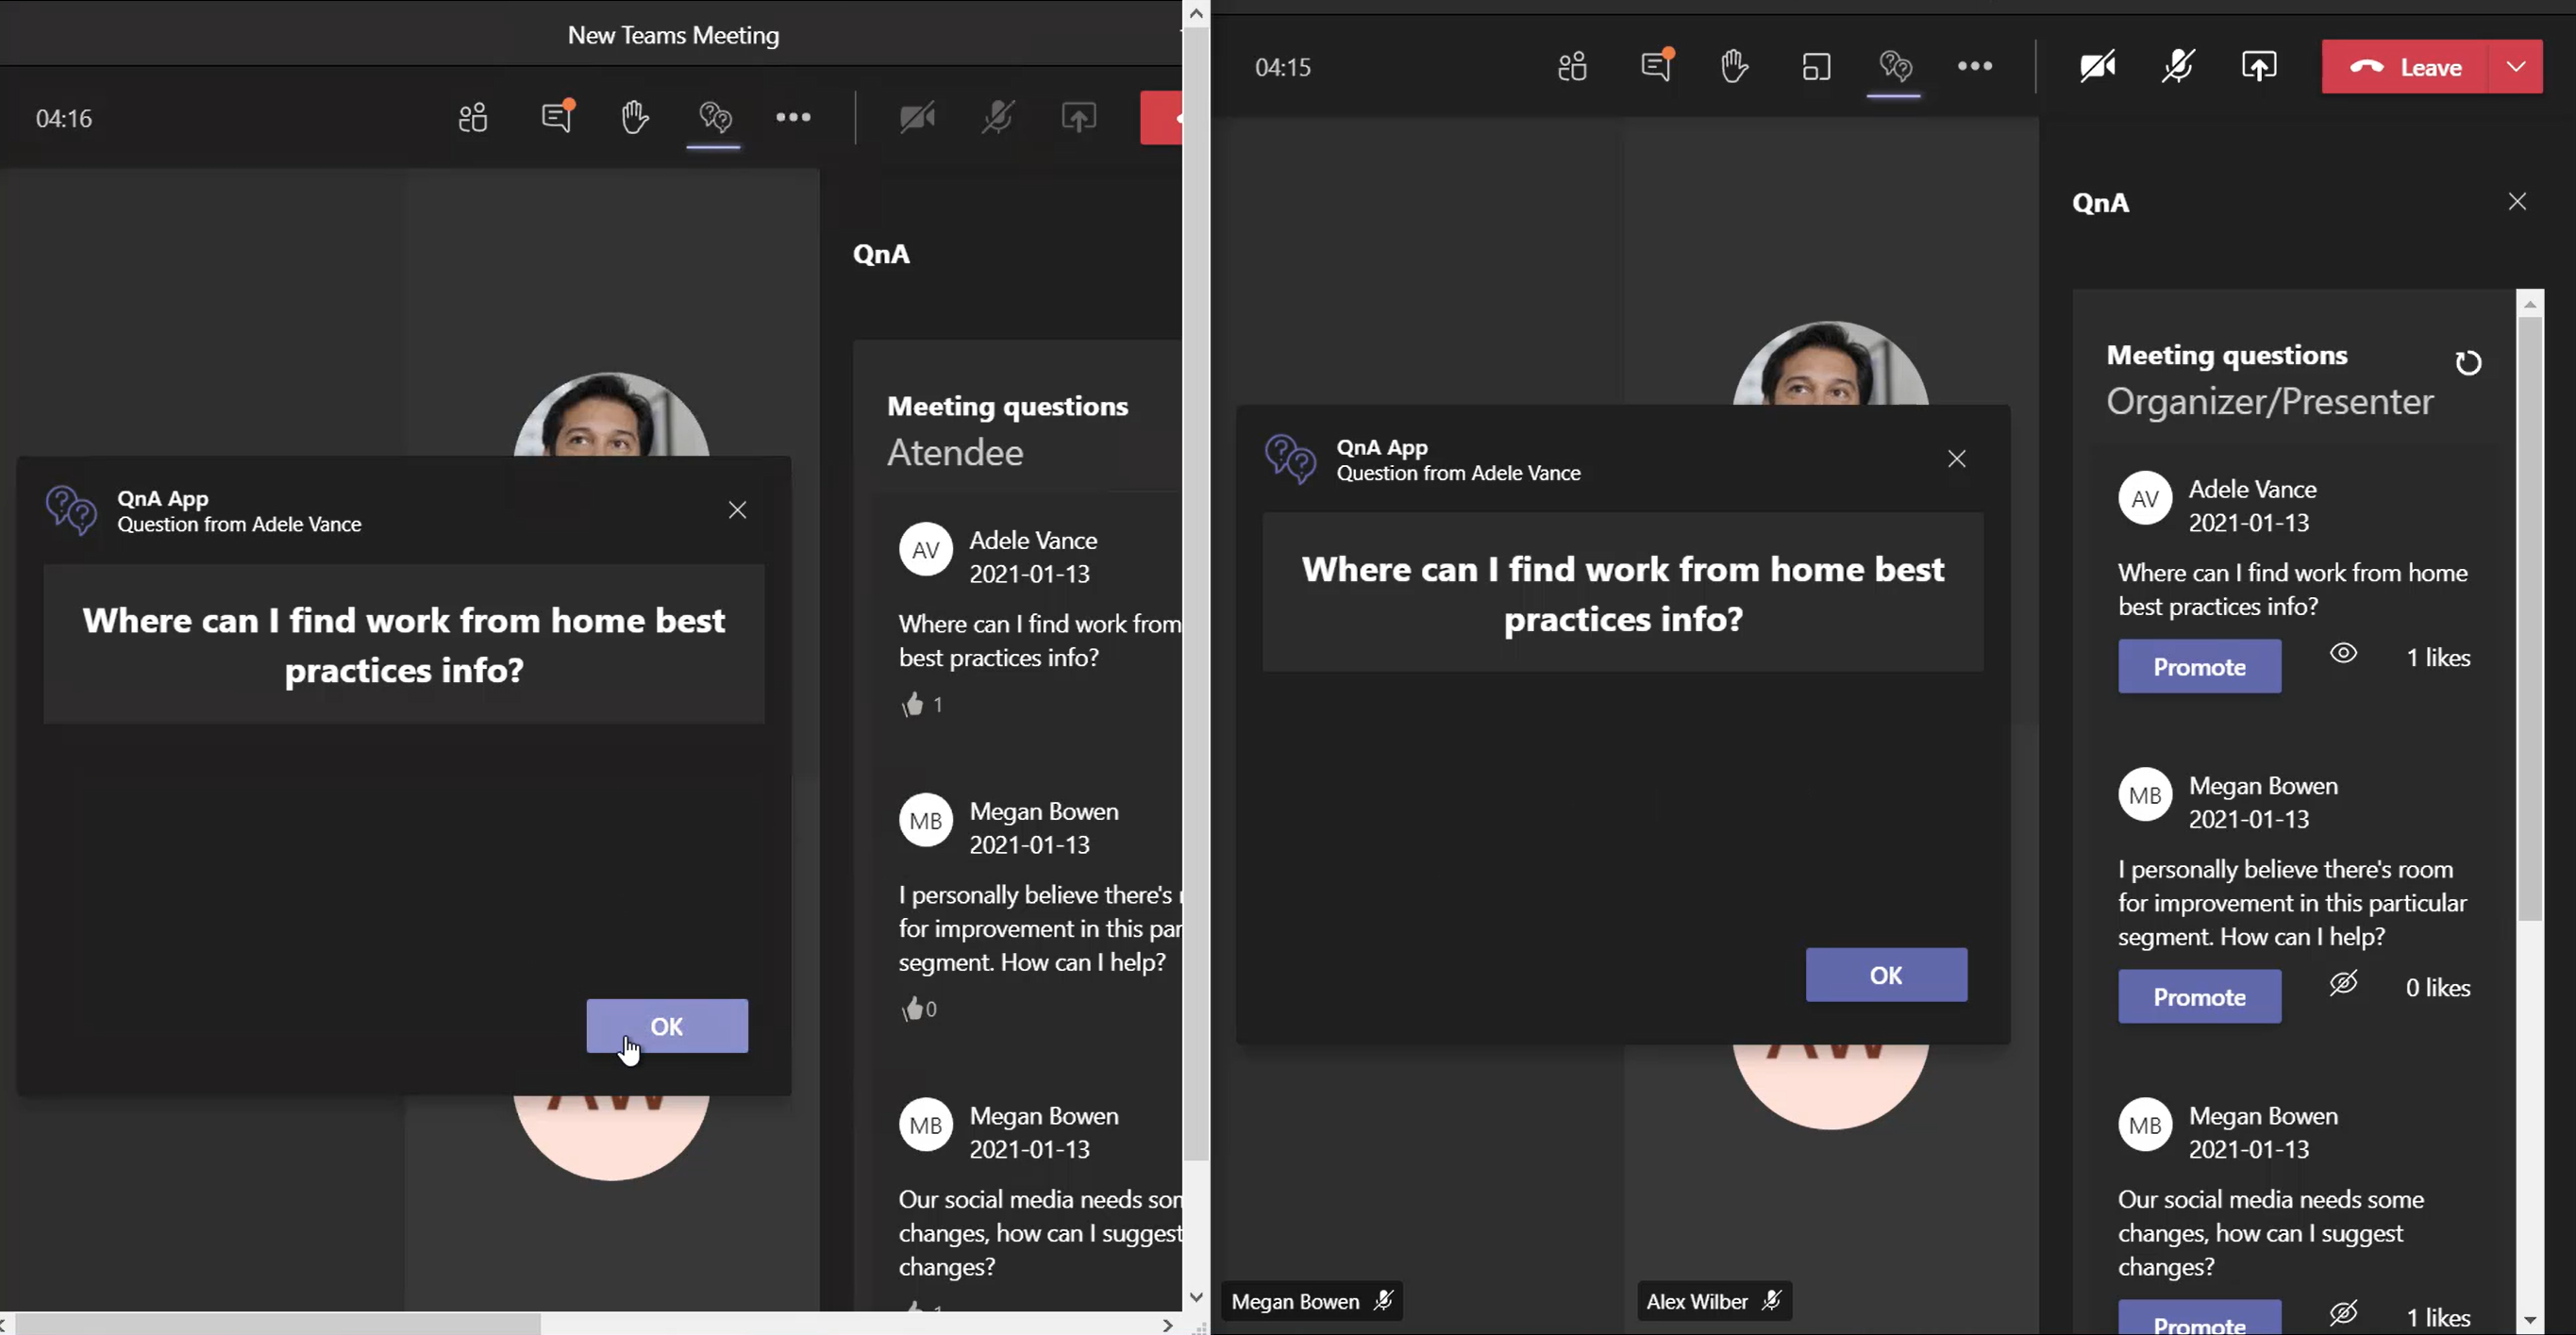 New Teams Meeting
04:16
QnA
Meeting questions
Atendee
QnA App
Question from Adele Vance
Where can I find work from home best
practices info?
OK
AV
Adele Vance
2021-01-13
Where can I find work from
best practices info?
1
MB
Megan Bowen
2021-01-13
I personally believe there's
for improvement in this par
segment. How can I help?
0
MB
Megan Bowen
2021-01-13
Our social media needs som
changes, how can I suggest
changes?
1
04:15
Leave
QnA
Meeting questions
Organizer/Presenter
QnA App
Question from Adele Vance
Where can I find work from home best
practices info?
OK
Megan Bowen
Alex Wilber
AV
Adele Vance
2021-01-13
Where can I find work from home
best practices info?
Promote 1 likes
MB
Megan Bowen
2021-01-13
I personally believe there's room
for improvement in this particular
segment. How can I help?
Promote 0 likes
MB
Megan Bowen
2021-01-13
Our social media needs some
changes, how can I suggest
changes?
Promote 1 likes